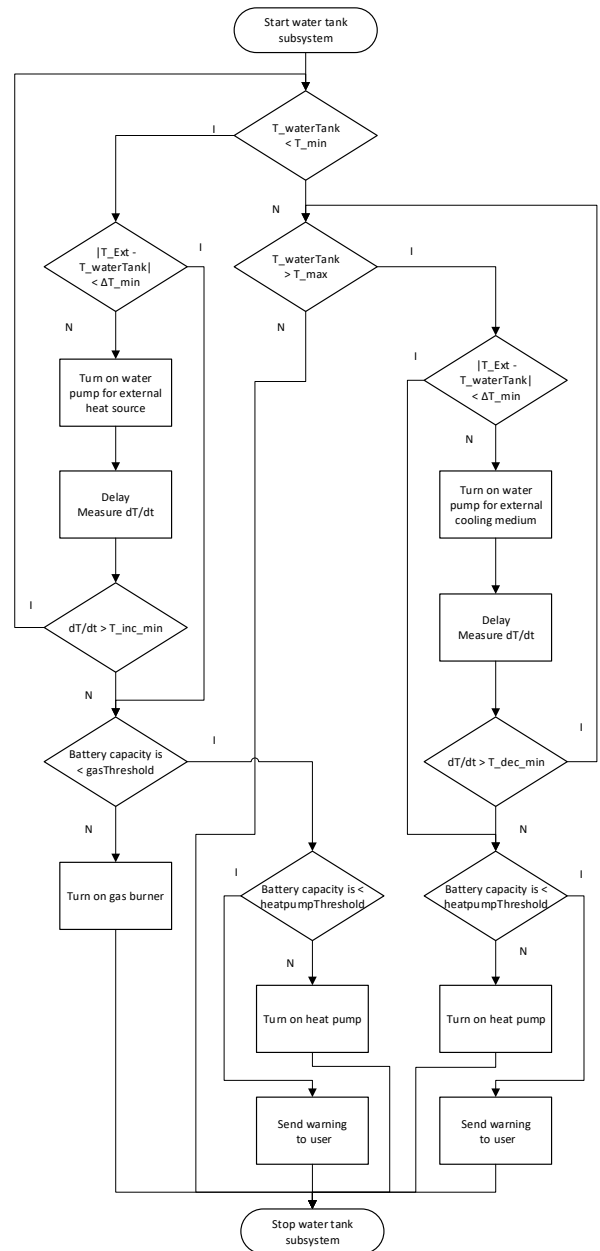 Start water tank
subsystem
T_waterTank
< T_min
I
N
|T_Ext -
T_waterTank|
< ΔT_min
I
N
T_waterTank
> T_max
I
N
Turn on water
pump for external
heat source
|T_Ext -
T_waterTank|
< ΔT_min
I
N
Delay
Measure dT/dt
Turn on water
pump for external
cooling medium
dT/dt > T_inc_min
I
N
Delay
Measure dT/dt
Battery capacity is
< gasThreshold
I
N
dT/dt > T_dec_min
I
N
Turn on gas burner
Battery capacity is <
heatpumpThreshold
I
N
Battery capacity is <
heatpumpThreshold
I
N
Turn on heat pump
Turn on heat pump
Send warning
to user
Send warning
to user
Stop water tank
subsystem